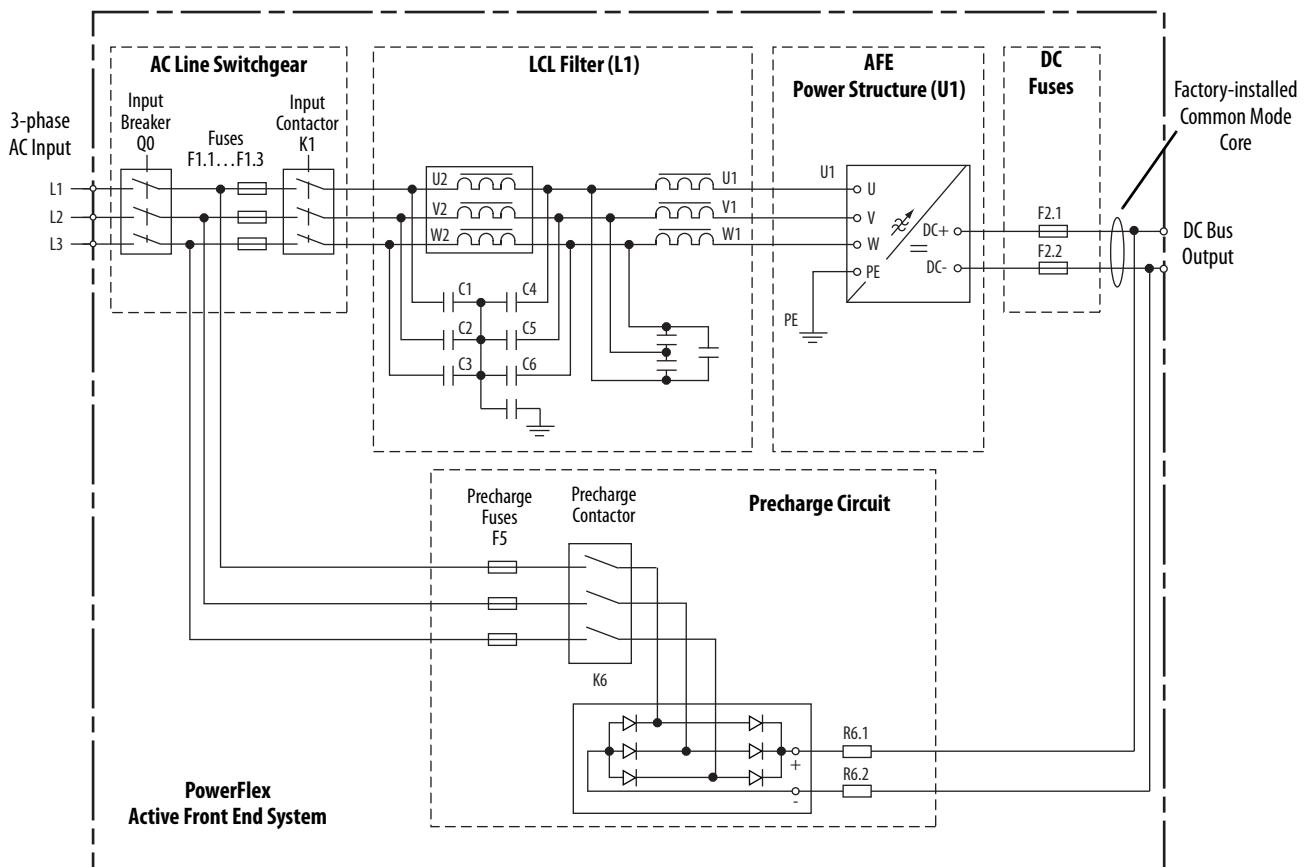 AC Line Switchgear
LCL Filter (L1)
AFE
Power Structure (U1)
DC
Fuses
Factory-installed
Common Mode
Core
3-phase
AC Input
Input
Breaker
Q0
Fuses
F1.1...F1.3
Input
Contactor
K1
L1
L2
L3
U2
V2
W2
U1
V1
W1
U1
U
V
W
PE
DC+
DC-
=
F2.1
F2.2
DC Bus
Output
PE
C1
C4
C2
C5
C3
C6
Precharge
Fuses
F5
Precharge
Contactor
Precharge Circuit
K6
+
-
R6.1
R6.2
PowerFlex
Active Front End System